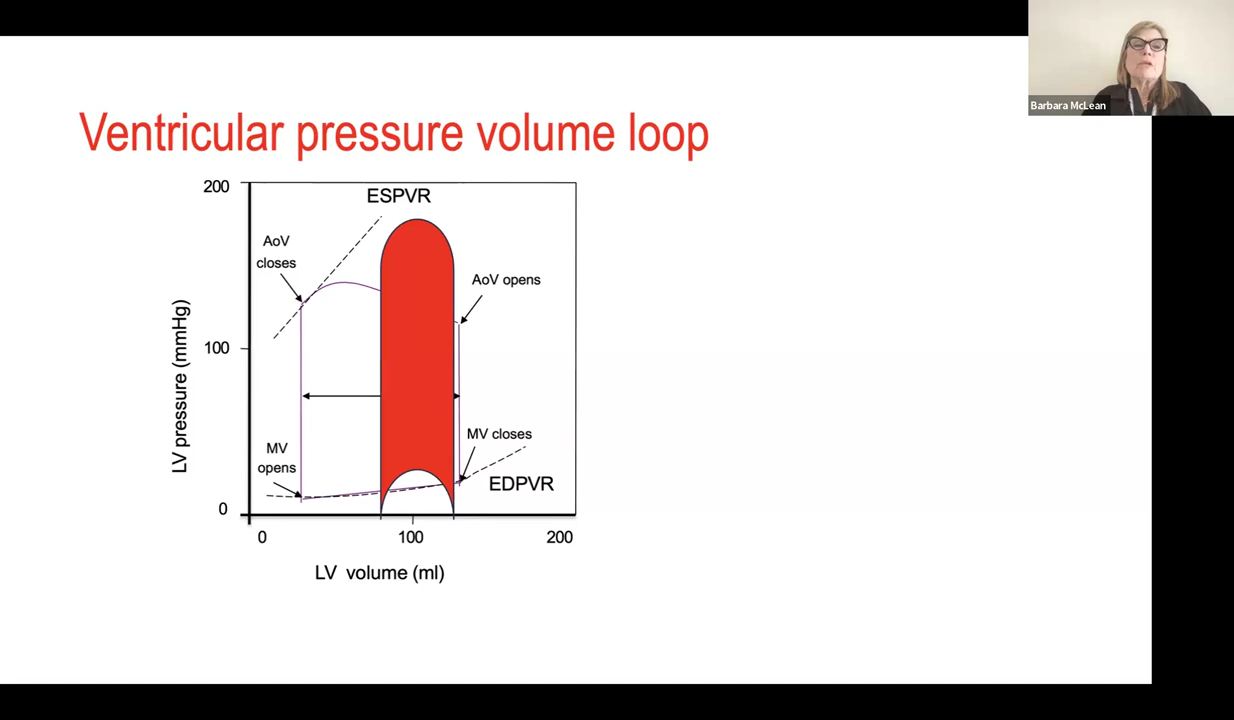 Barbara McLean
Ventricular pressure volume loop
200
ESPVR
AoV
closes
AoV opens
100
LV pressure (mmHg)
MV
opens
MV closes
EDPVR
0
0
100
200
LV volume (ml)